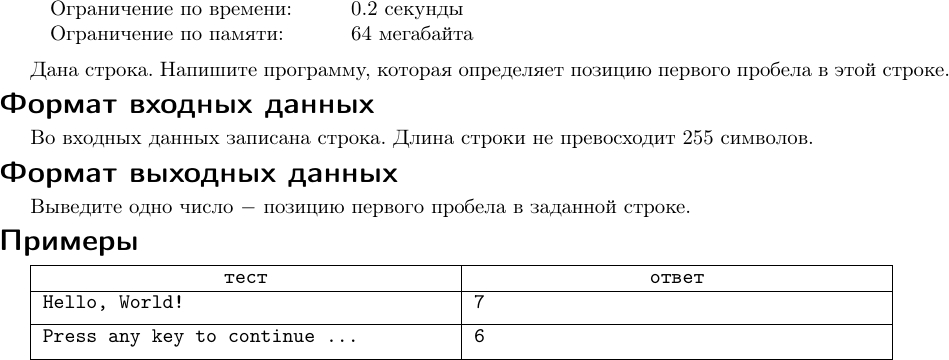 Ограничение по времени: 0.2 секунды
Ограничение по памяти: 64 мегабайта
Дана строка. Напишите программу, которая определяет позицию первого пробела в этой строке.
Формат входных данных
Во входных данных записана строка. Длина строки не превосходит 255 символов.
Формат выходных данных
Выведите одно число − позицию первого пробела в заданной строке.
Примеры
тест ответ
Hello, World! 7
Press any key to continue ... 6